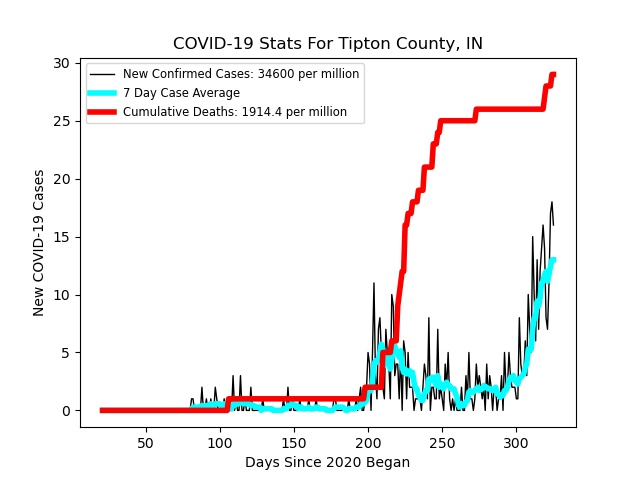 COVID-19 Stats For Tipton County, IN
New Confirmed Cases: 34600 per million
7 Day Case Average
Cumulative Deaths: 1914.4 per million
New COVID-19 Cases
30
25
20
15
10
5
0
50 100 150 200 250 300
Days Since 2020 Began